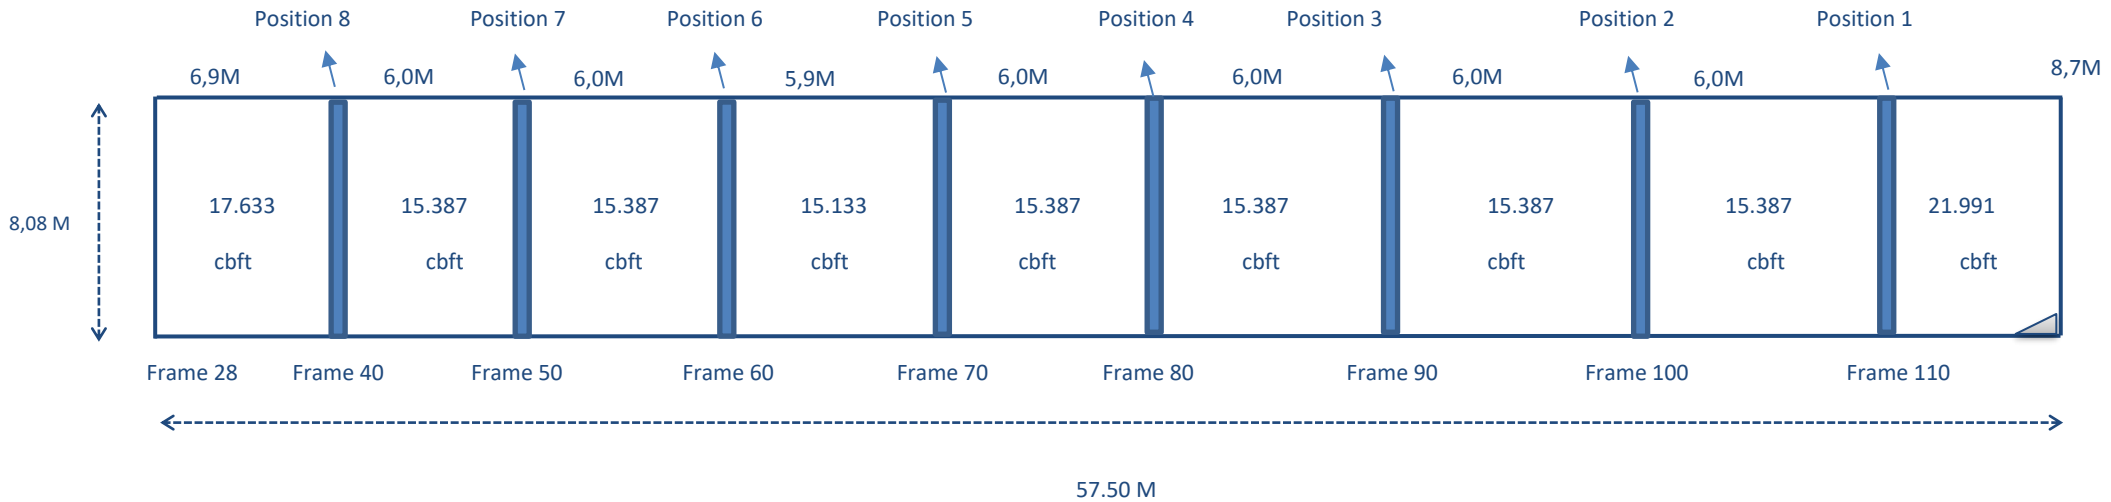 Position 8 Position 7 Position 6 Position 5 Position 4 Position 3 Position 2 Position 1
6,9M 6,0M 6,0M 5,9M 6,0M 6,0M 6,0M 6,0M 8,7M
17.633 15.387 15.387 15.133 15.387 15.387 15.387 15.387 21.991
8,08 M
cbft cbft cbft cbft cbft cbft cbft cbft cbft
Frame 28 Frame 40 Frame 50 Frame 60 Frame 70 Frame 80 Frame 90 Frame 100 Frame 110
57.50 M